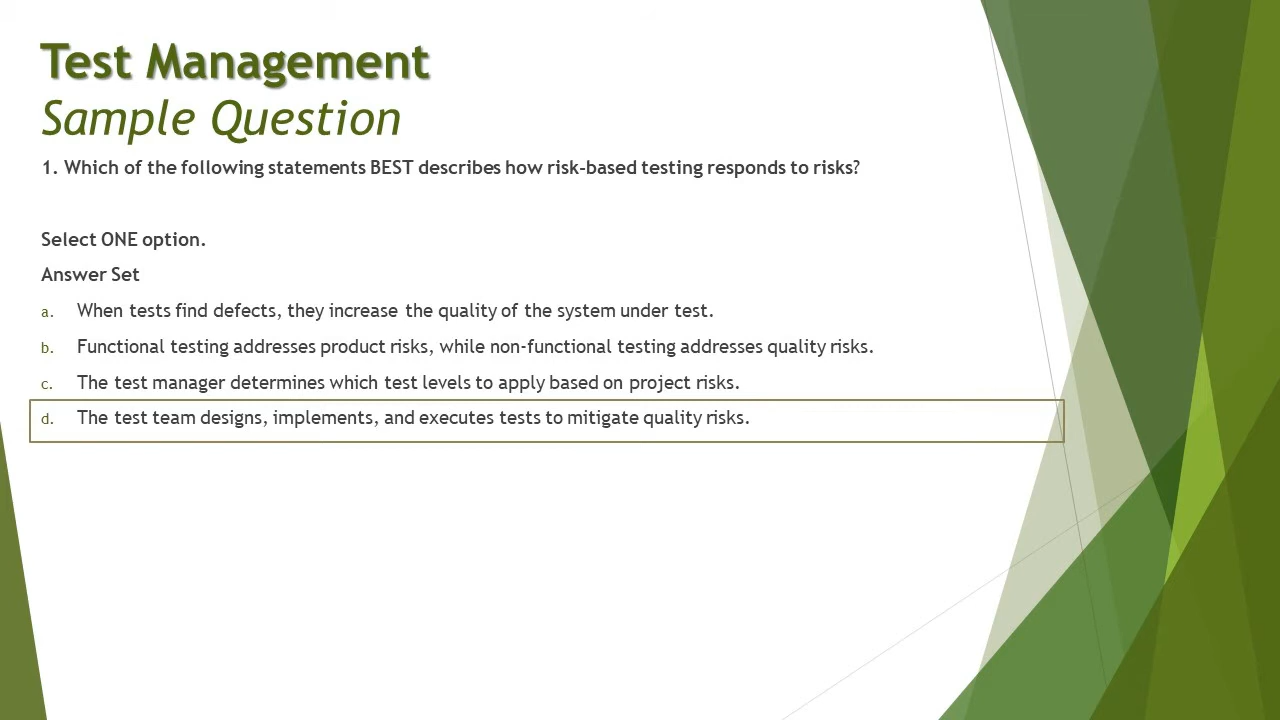 Test Management
Sample Question
1. Which of the following statements BEST describes how risk-based testing responds to risks?
Select ONE option.
Answer Set
a. When tests find defects, they increase the quality of the system under test.
b. Functional testing addresses product risks, while non-functional testing addresses quality risks.
c. The test manager determines which test levels to apply based on project risks.
d. The test team designs, implements, and executes tests to mitigate quality risks.